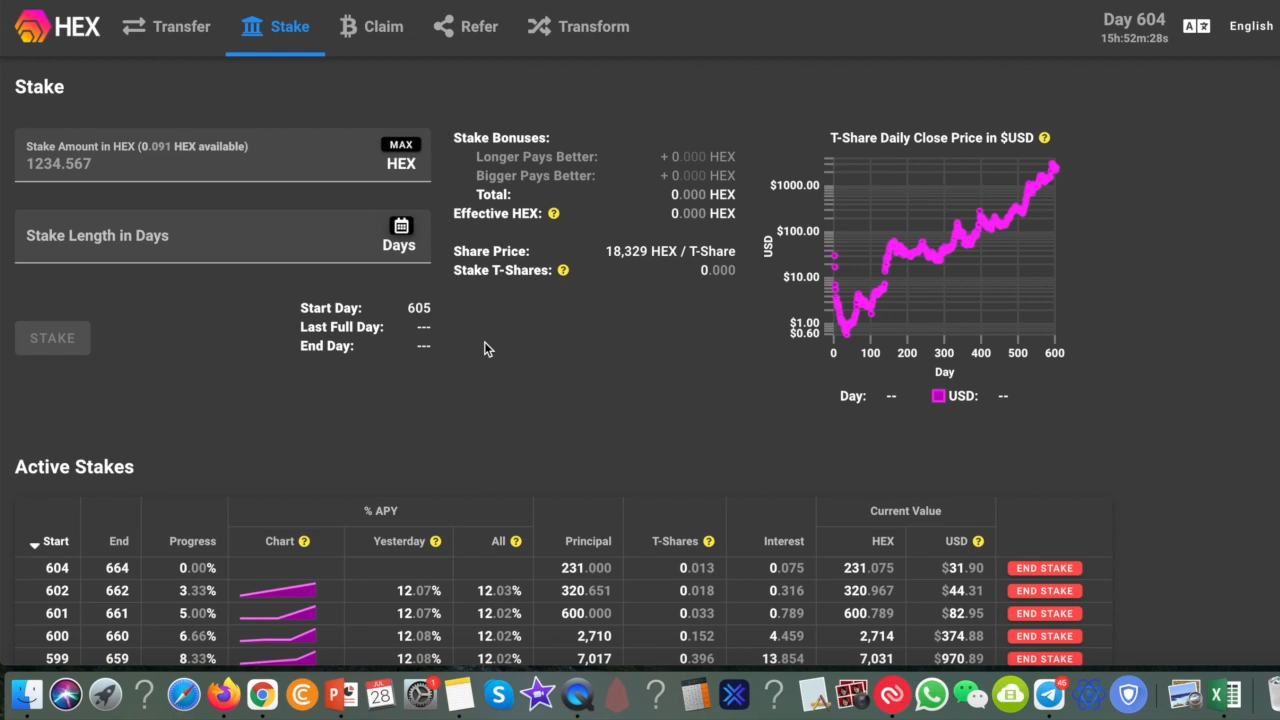 HEX Transfer Stake Claim Refer Transform Day 604 English
15h:52m:28s
Stake
Stake Amount in HEX (0.091 HEX available) MAX
1234.567 HEX
Stake Length in Days Days
Start Day: 605
Last Full Day: ---
End Day: ---
STAKE
Stake Bonuses:
Longer Pays Better: + 0.000 HEX
Bigger Pays Better: + 0.000 HEX
Total: 0.000 HEX
Effective HEX: ? 0.000 HEX
Share Price: 18,329 HEX / T-Share
Stake T-Shares: ? 0.000
T-Share Daily Close Price in $USD ?
$1000.00
$100.00
$10.00
$1.00
$0.60
USD
0 100 200 300 400 500 600
Day
Day: -- USD: --
Active Stakes
% APY Current Value
Start End Progress Chart ? Yesterday ? All ? Principal T-Shares ? Interest HEX USD ?
604 664 0.00% 231.000 0.013 0.075 231.075 $31.90 END STAKE
602 662 3.33% 12.07% 12.03% 320.651 0.018 0.316 320.967 $44.31 END STAKE
601 661 5.00% 12.07% 12.02% 600.000 0.033 0.789 600.789 $82.95 END STAKE
600 660 6.66% 12.08% 12.02% 2,710 0.152 4.459 2,714 $374.88 END STAKE
599 659 8.33% 12.08% 12.02% 7,017 0.396 13.854 7,031 $970.89 END STAKE
JUL
28
1
45